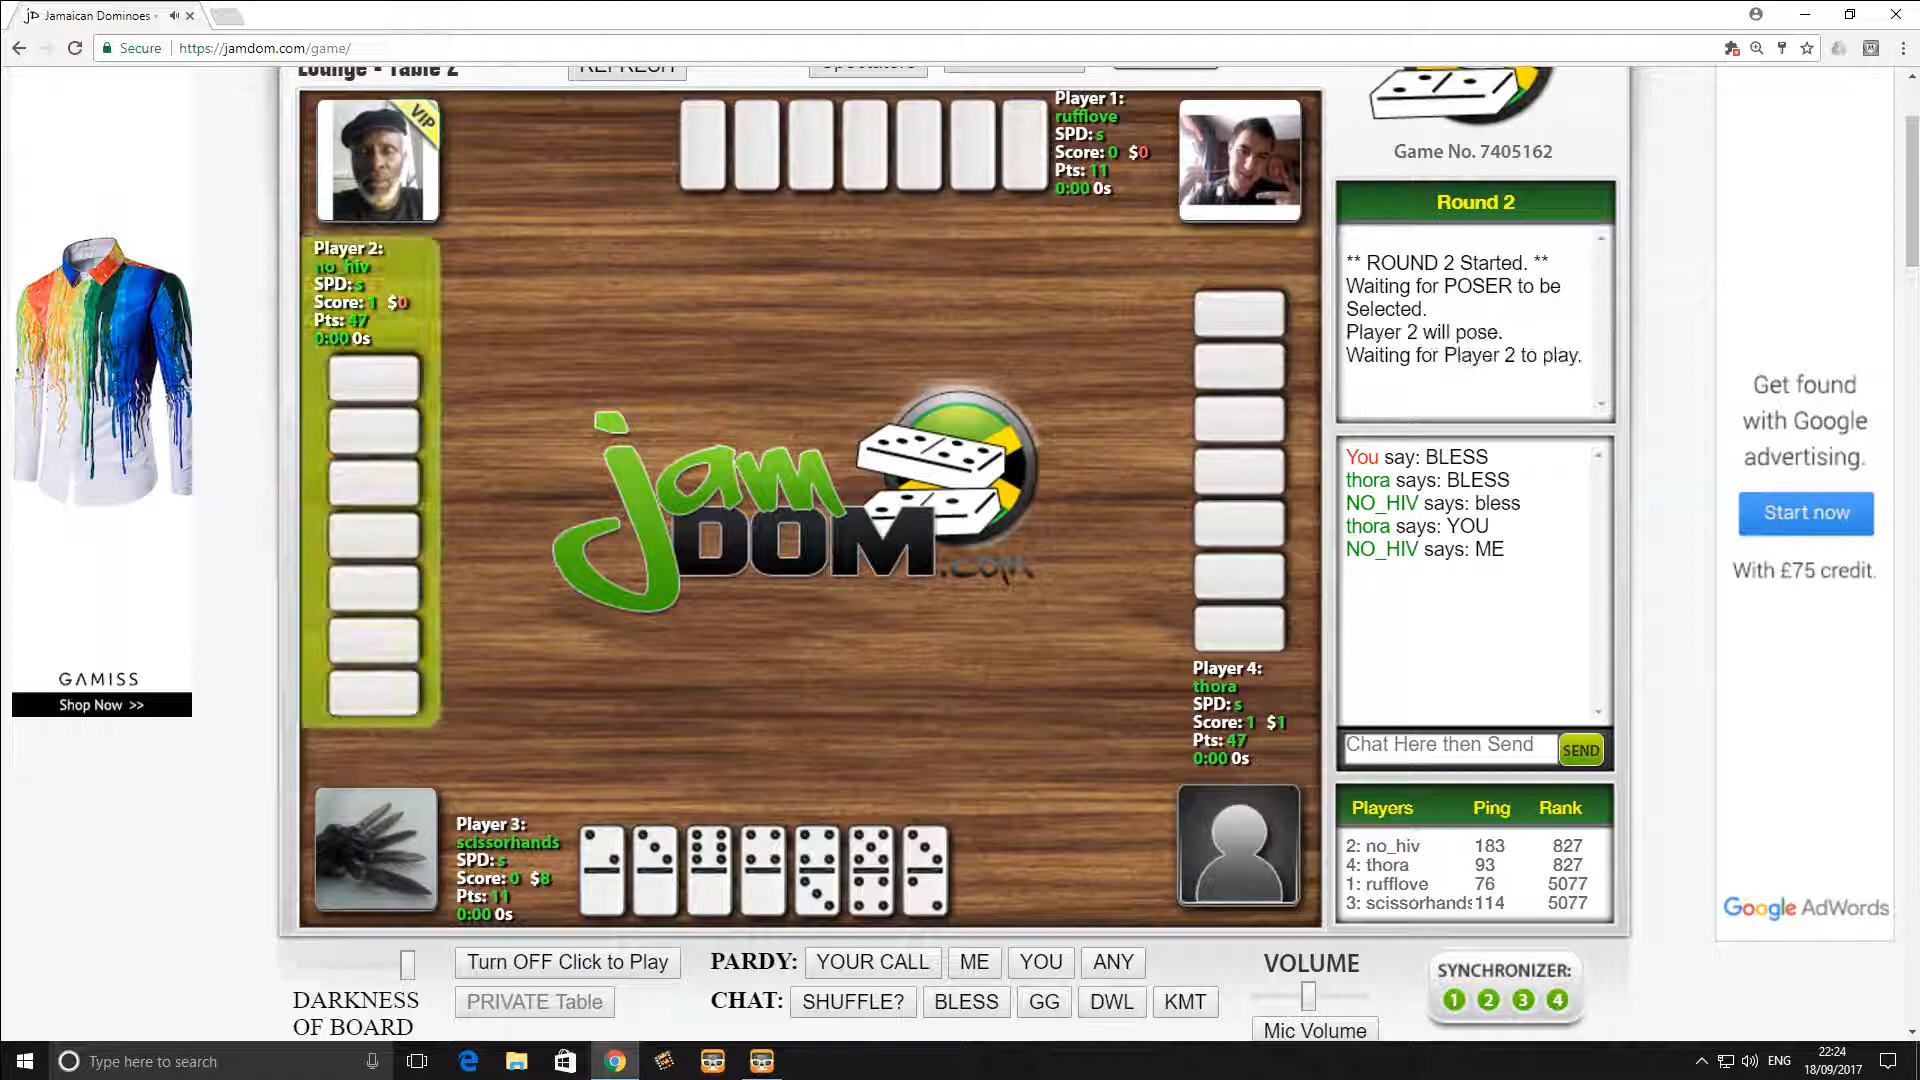 Jamaican Dominoes -
Secure
https://jamdom.com/game/
Lounge - Table 2
REFRESH
Spectators
Game No. 7405162
VIP
Player 1:
rufflove
SPD: s
Score: 0 $0
Pts: 11
0:00 0s
Player 2:
no_hiv
SPD: s
Score: 1 $0
Pts: 47
0:00 0s
Round 2
** ROUND 2 Started. **
Waiting for POSER to be
Selected.
Player 2 will pose.
Waiting for Player 2 to play.
You say: BLESS
thora says: BLESS
NO_HIV says: bless
thora says: YOU
NO_HIV says: ME
Chat Here then Send
SEND
jam
DOM
.com
Player 4:
thora
SPD: s
Score: 1 $1
Pts: 47
0:00 0s
Player 3:
scissorhands
SPD: s
Score: 0 $8
Pts: 11
0:00 0s
Players Ping Rank
2: no_hiv 183 827
4: thora 93 827
1: rufflove 76 5077
3: scissorhands 114 5077
GAMISS
Shop Now >>
Get found
with Google
advertising.
Start now
With £75 credit.
Google AdWords
DARKNESS
OF BOARD
Turn OFF Click to Play
PRIVATE Table
PARDY: YOUR CALL ME YOU ANY
CHAT: SHUFFLE? BLESS GG DWL KMT
VOLUME
Mic Volume
SYNCHRONIZER:
1 2 3 4
Type here to search
ENG
22:24
18/09/2017